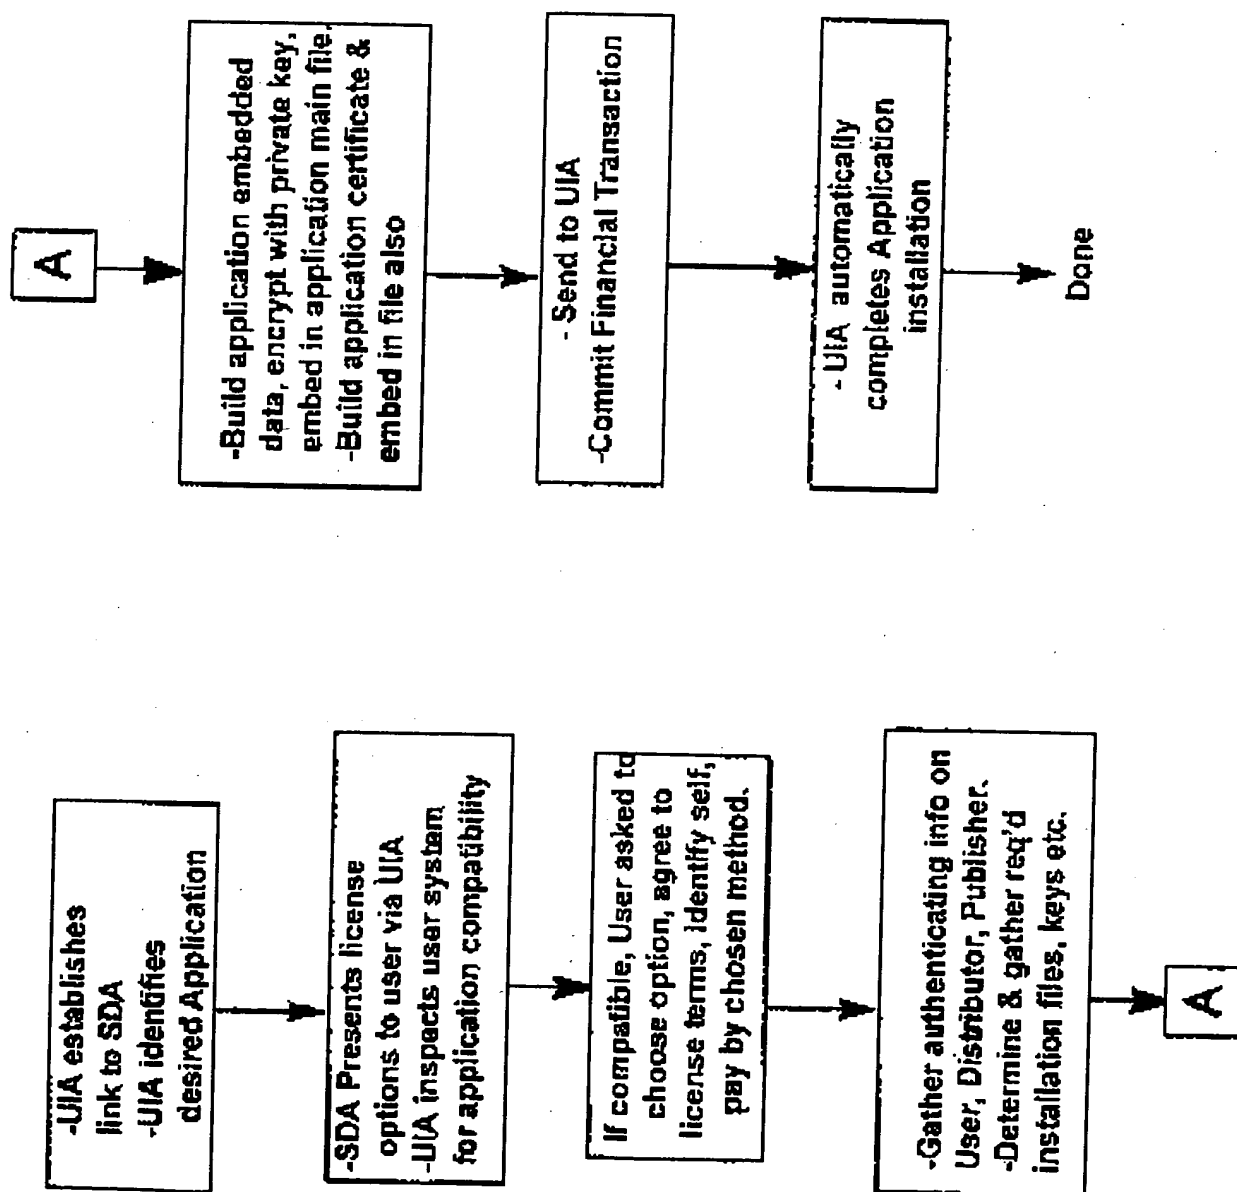 -UIA establishes
link to SDA
-UIA identifies
desired Application
-SDA Presents license
options to user via UIA
-UIA inspects user system
for application compatibility
If compatible, User asked to
choose option, agree to
license terms, identify self,
pay by chosen method.
-Gather authenticating info on
User, Distributor, Publisher.
-Determine & gather req'd
installation files, keys etc.
A
A
-Build application embedded
data, encrypt with private key,
embed in application main file.
-Build application certificate &
embed in file also
- Send to UIA
-Commit Financial Transaction
- UIA automatically
completes Application
installation
Done